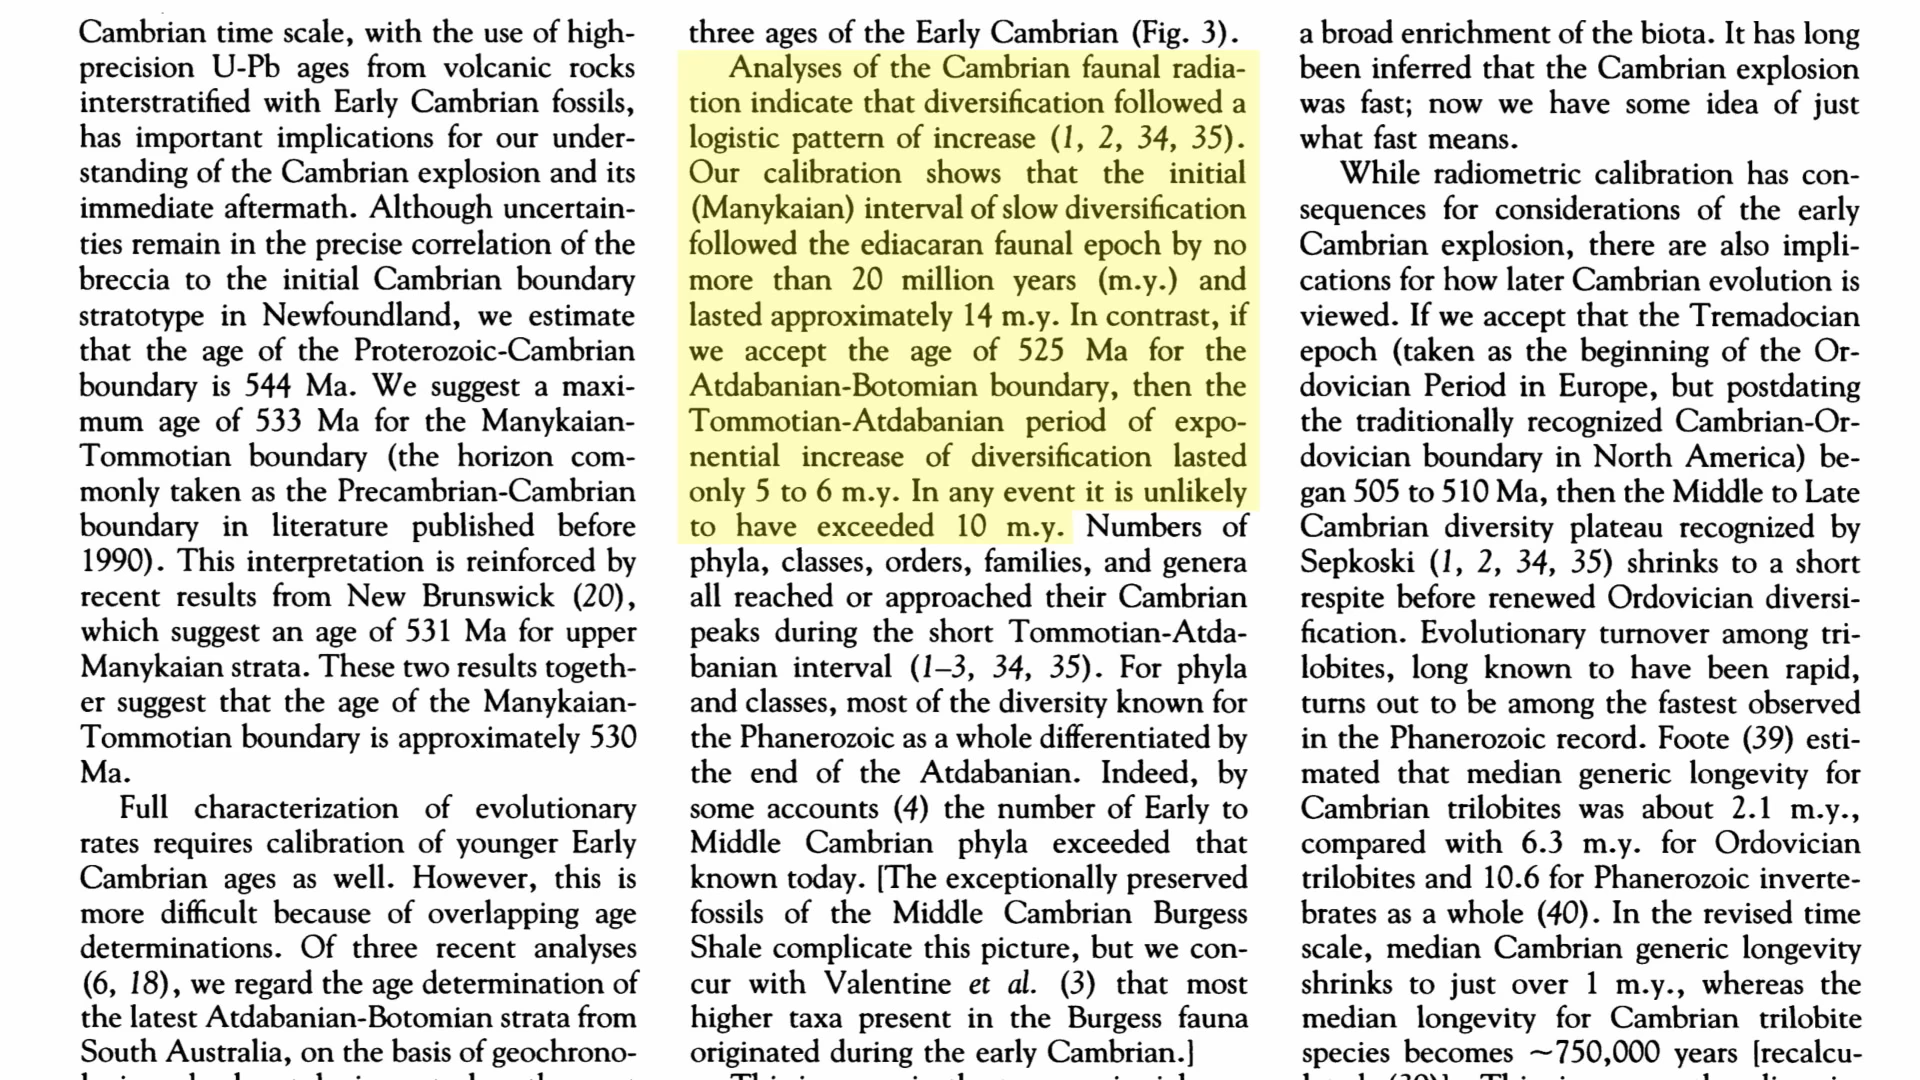 Cambrian time scale, with the use of high-
precision U-Pb ages from volcanic rocks
interstratified with Early Cambrian fossils,
has important implications for our under-
standing of the Cambrian explosion and its
immediate aftermath. Although uncertain-
ties remain in the precise correlation of the
breccia to the initial Cambrian boundary
stratotype in Newfoundland, we estimate
that the age of the Proterozoic-Cambrian
boundary is 544 Ma. We suggest a maxi-
mum age of 533 Ma for the Manykaian-
Tommotian boundary (the horizon com-
monly taken as the Precambrian-Cambrian
boundary in literature published before
1990). This interpretation is reinforced by
recent results from New Brunswick (20),
which suggest an age of 531 Ma for upper
Manykaian strata. These two results togeth-
er suggest that the age of the Manykaian-
Tommotian boundary is approximately 530
Ma.
Full characterization of evolutionary
rates requires calibration of younger Early
Cambrian ages as well. However, this is
more difficult because of overlapping age
determinations. Of three recent analyses
(6, 18), we regard the age determination of
the latest Atdabanian-Botomian strata from
South Australia, on the basis of geochrono-
three ages of the Early Cambrian (Fig. 3).
Analyses of the Cambrian faunal radia-
tion indicate that diversification followed a
logistic pattern of increase (1, 2, 34, 35).
Our calibration shows that the initial
(Manykaian) interval of slow diversification
followed the ediacaran faunal epoch by no
more than 20 million years (m.y.) and
lasted approximately 14 m.y. In contrast, if
we accept the age of 525 Ma for the
Atdabanian-Botomian boundary, then the
Tommotian-Atdabanian period of expo-
nential increase of diversification lasted
only 5 to 6 m.y. In any event it is unlikely
to have exceeded 10 m.y. Numbers of
phyla, classes, orders, families, and genera
all reached or approached their Cambrian
peaks during the short Tommotian-Atda-
banian interval (1–3, 34, 35). For phyla
and classes, most of the diversity known for
the Phanerozoic as a whole differentiated by
the end of the Atdabanian. Indeed, by
some accounts (4) the number of Early to
Middle Cambrian phyla exceeded that
known today. [The exceptionally preserved
fossils of the Middle Cambrian Burgess
Shale complicate this picture, but we con-
cur with Valentine et al. (3) that most
higher taxa present in the Burgess fauna
originated during the early Cambrian.]
a broad enrichment of the biota. It has long
been inferred that the Cambrian explosion
was fast; now we have some idea of just
what fast means.
While radiometric calibration has con-
sequences for considerations of the early
Cambrian explosion, there are also impli-
cations for how later Cambrian evolution is
viewed. If we accept that the Tremadocian
epoch (taken as the beginning of the Or-
dovician Period in Europe, but postdating
the traditionally recognized Cambrian-Or-
dovician boundary in North America) be-
gan 505 to 510 Ma, then the Middle to Late
Cambrian diversity plateau recognized by
Sepkoski (1, 2, 34, 35) shrinks to a short
respite before renewed Ordovician diversi-
fication. Evolutionary turnover among tri-
lobites, long known to have been rapid,
turns out to be among the fastest observed
in the Phanerozoic record. Foote (39) esti-
mated that median generic longevity for
Cambrian trilobites was about 2.1 m.y.,
compared with 6.3 m.y. for Ordovician
trilobites and 10.6 for Phanerozoic inverte-
brates as a whole (40). In the revised time
scale, median Cambrian generic longevity
shrinks to just over 1 m.y., whereas the
median longevity for Cambrian trilobite
species becomes ~750,000 years [recalcu-